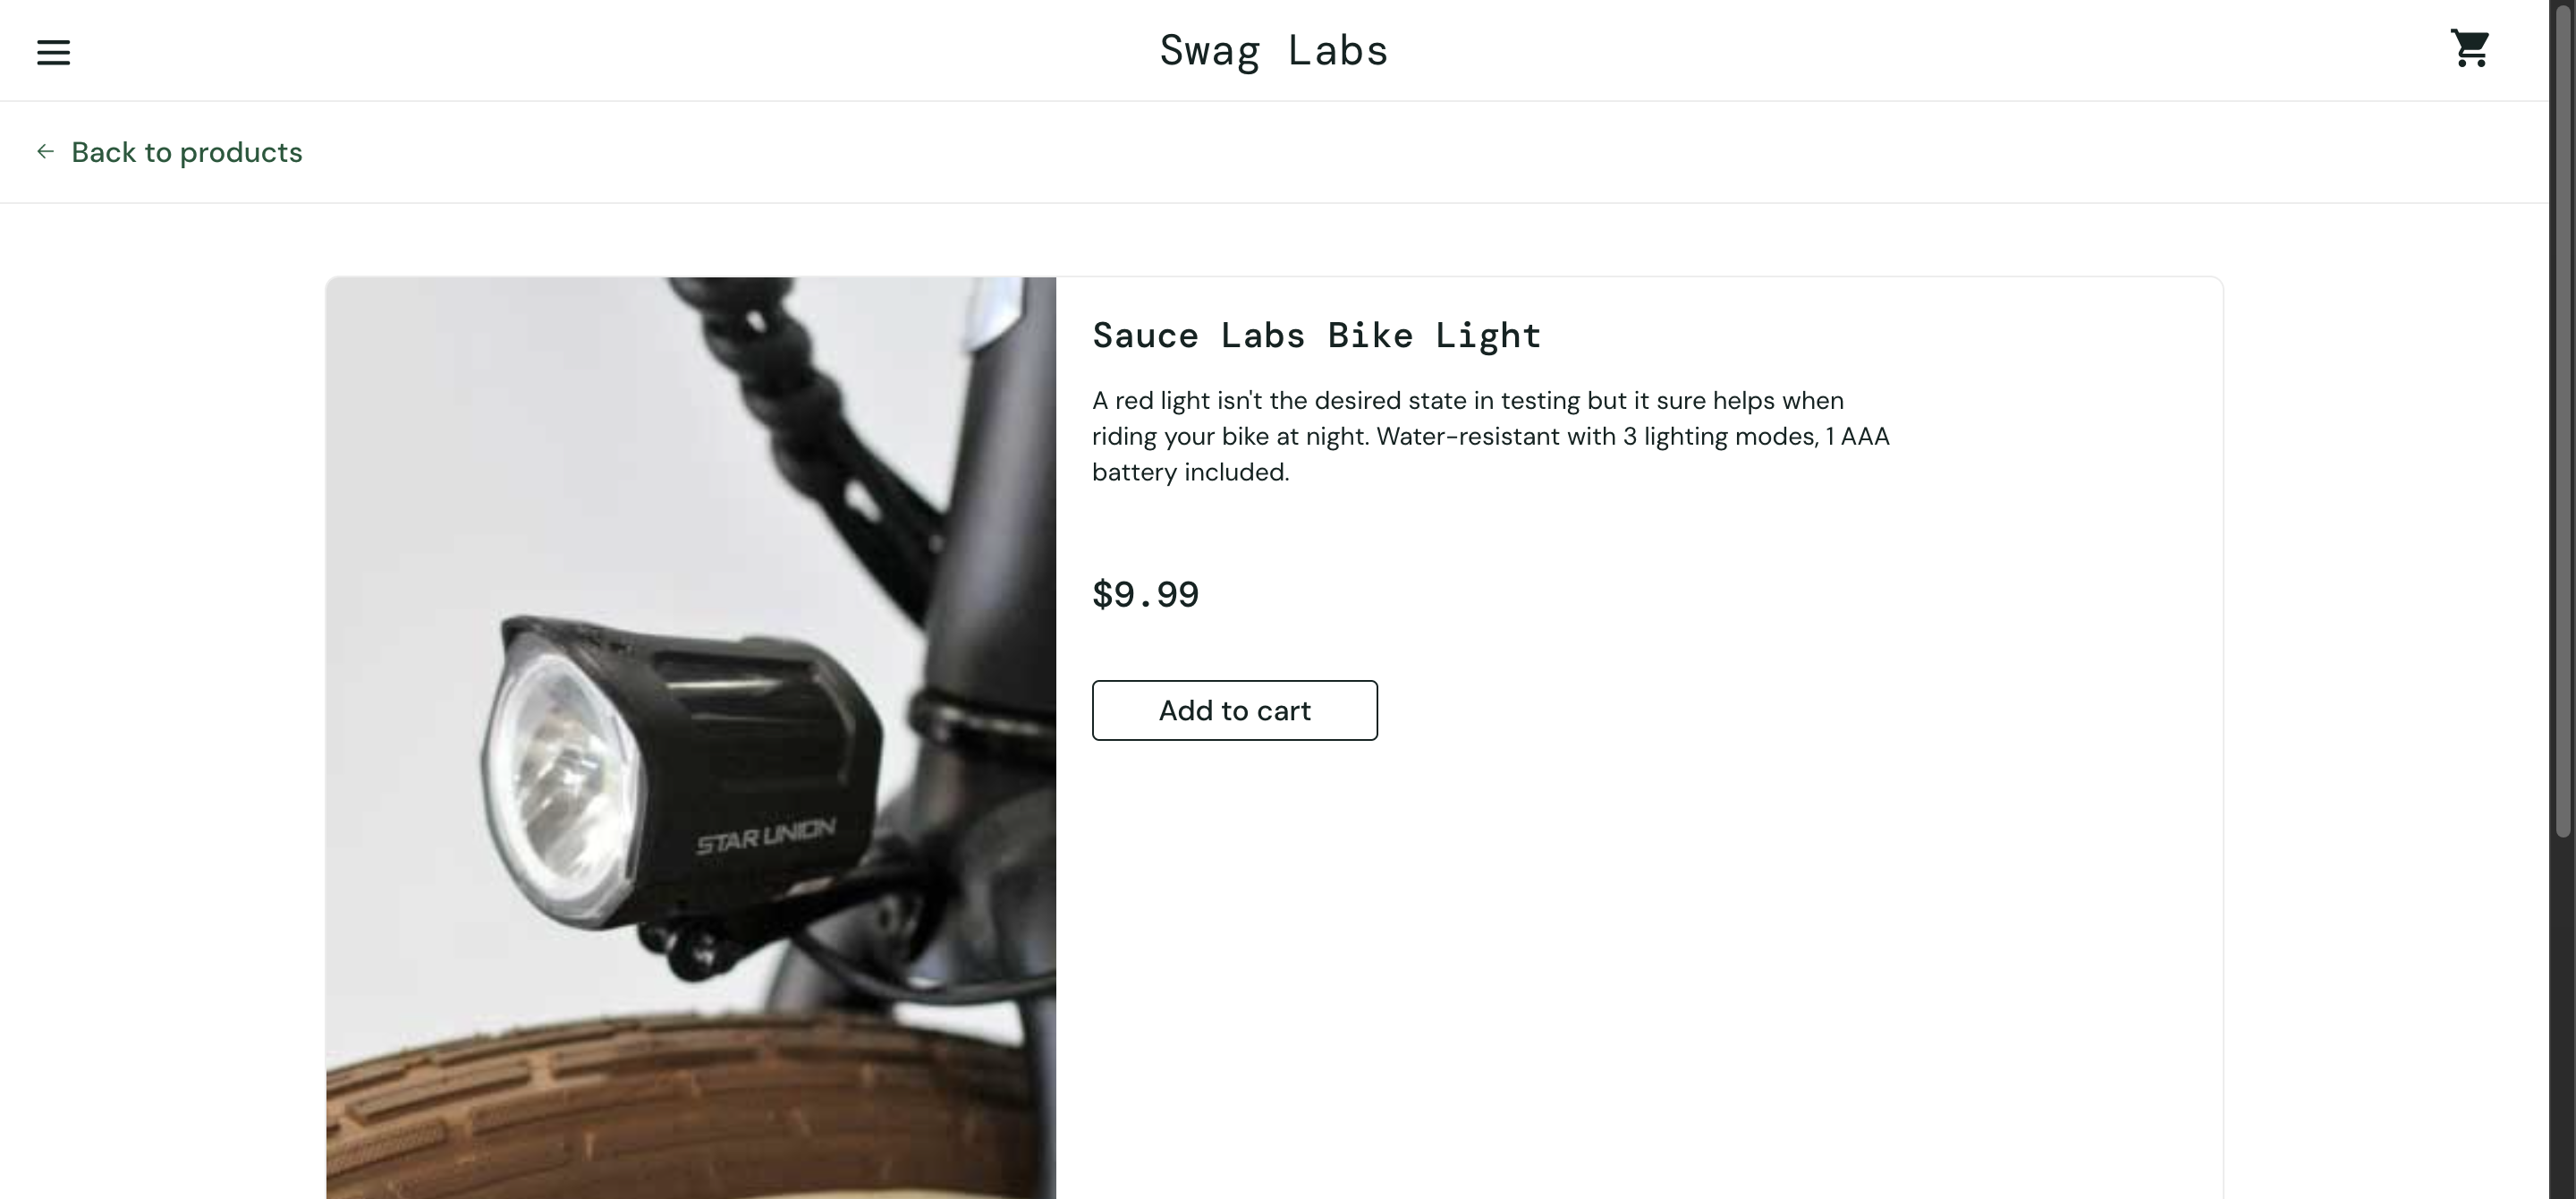 Swag Labs
Back to products
Sauce Labs Bike Light
A red light isn't the desired state in testing but it sure helps when
riding your bike at night. Water-resistant with 3 lighting modes, 1 AAA
battery included.
$9.99
Add to cart
STAR UNION